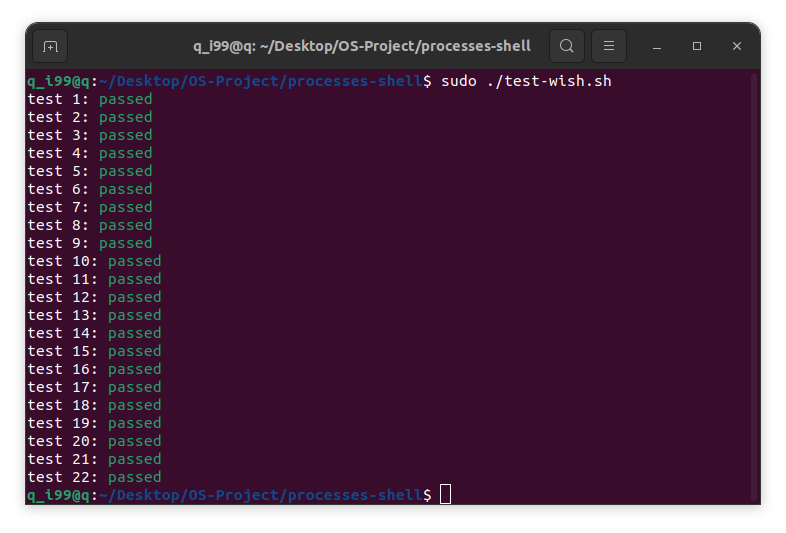 q_i99@q: ~/Desktop/OS-Project/processes-shell
q_i99@q:~/Desktop/OS-Project/processes-shell$ sudo ./test-wish.sh
test 1: passed
test 2: passed
test 3: passed
test 4: passed
test 5: passed
test 6: passed
test 7: passed
test 8: passed
test 9: passed
test 10: passed
test 11: passed
test 12: passed
test 13: passed
test 14: passed
test 15: passed
test 16: passed
test 17: passed
test 18: passed
test 19: passed
test 20: passed
test 21: passed
test 22: passed
q_i99@q:~/Desktop/OS-Project/processes-shell$